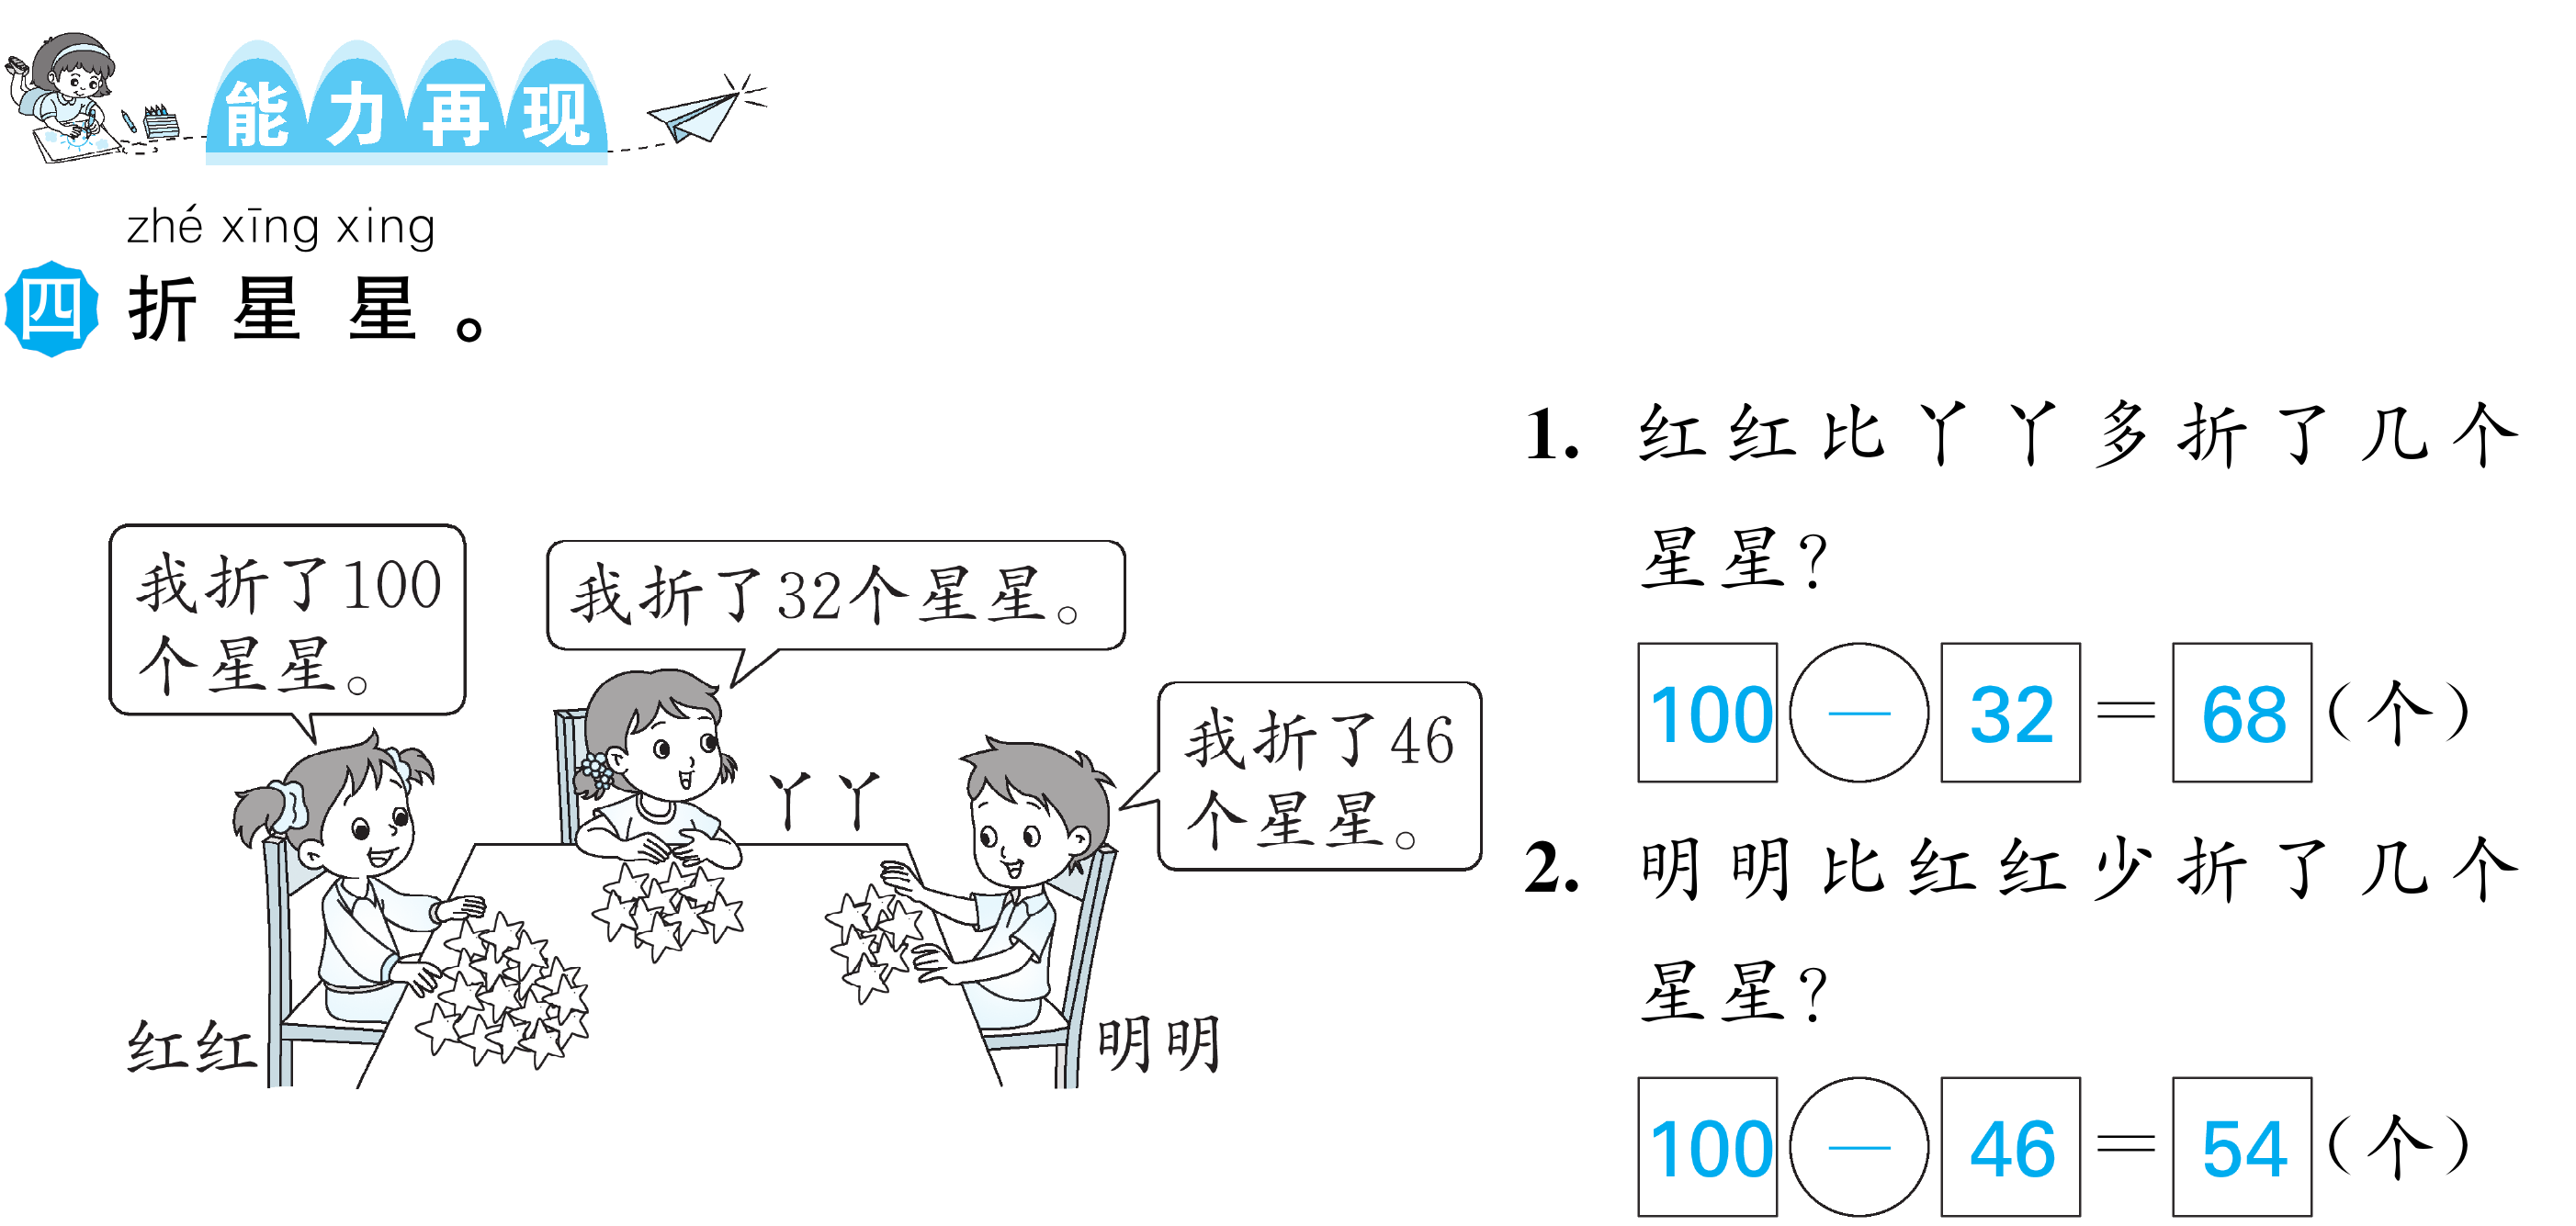 能力再现
zhé xīng xing
四 折星星。
我折了100
个星星。
我折了32个星星。
我折了46
个星星。
丫丫
红红
明明
1. 红红比丫丫多折了几个
星星?
100 － 32 ＝ 68 (个)
2. 明明比红红少折了几个
星星?
100 － 46 ＝ 54 (个)